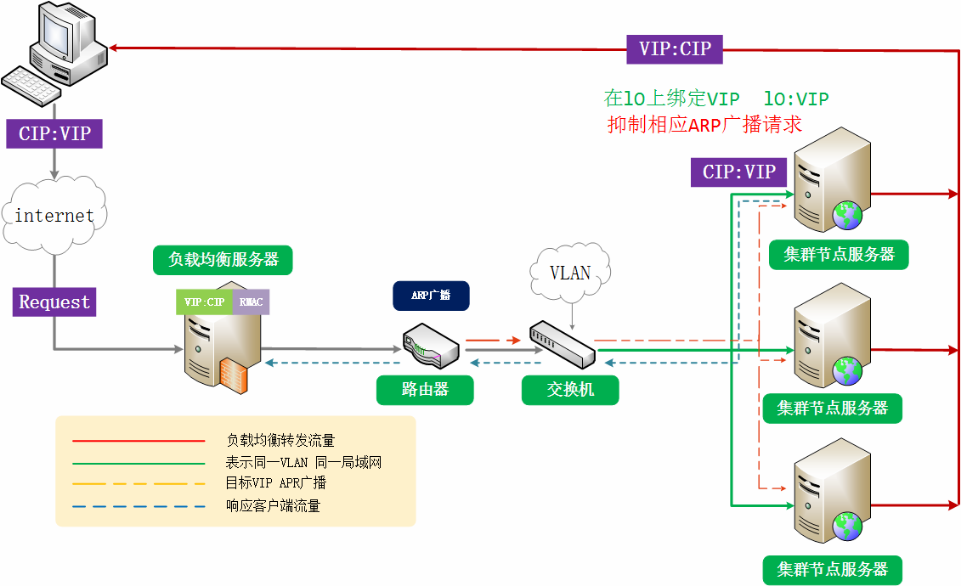 VIP:CIP
在lO上绑定VIP lO:VIP
抑制相应ARP广播请求
CIP:VIP
CIP:VIP
internet
负载均衡服务器
集群节点服务器
VLAN
Request
VIP:CIP RMAC
ARP广播
路由器
交换机
集群节点服务器
负载均衡转发流量
表示同一VLAN 同一局域网
目标VIP APR广播
响应客户端流量
集群节点服务器